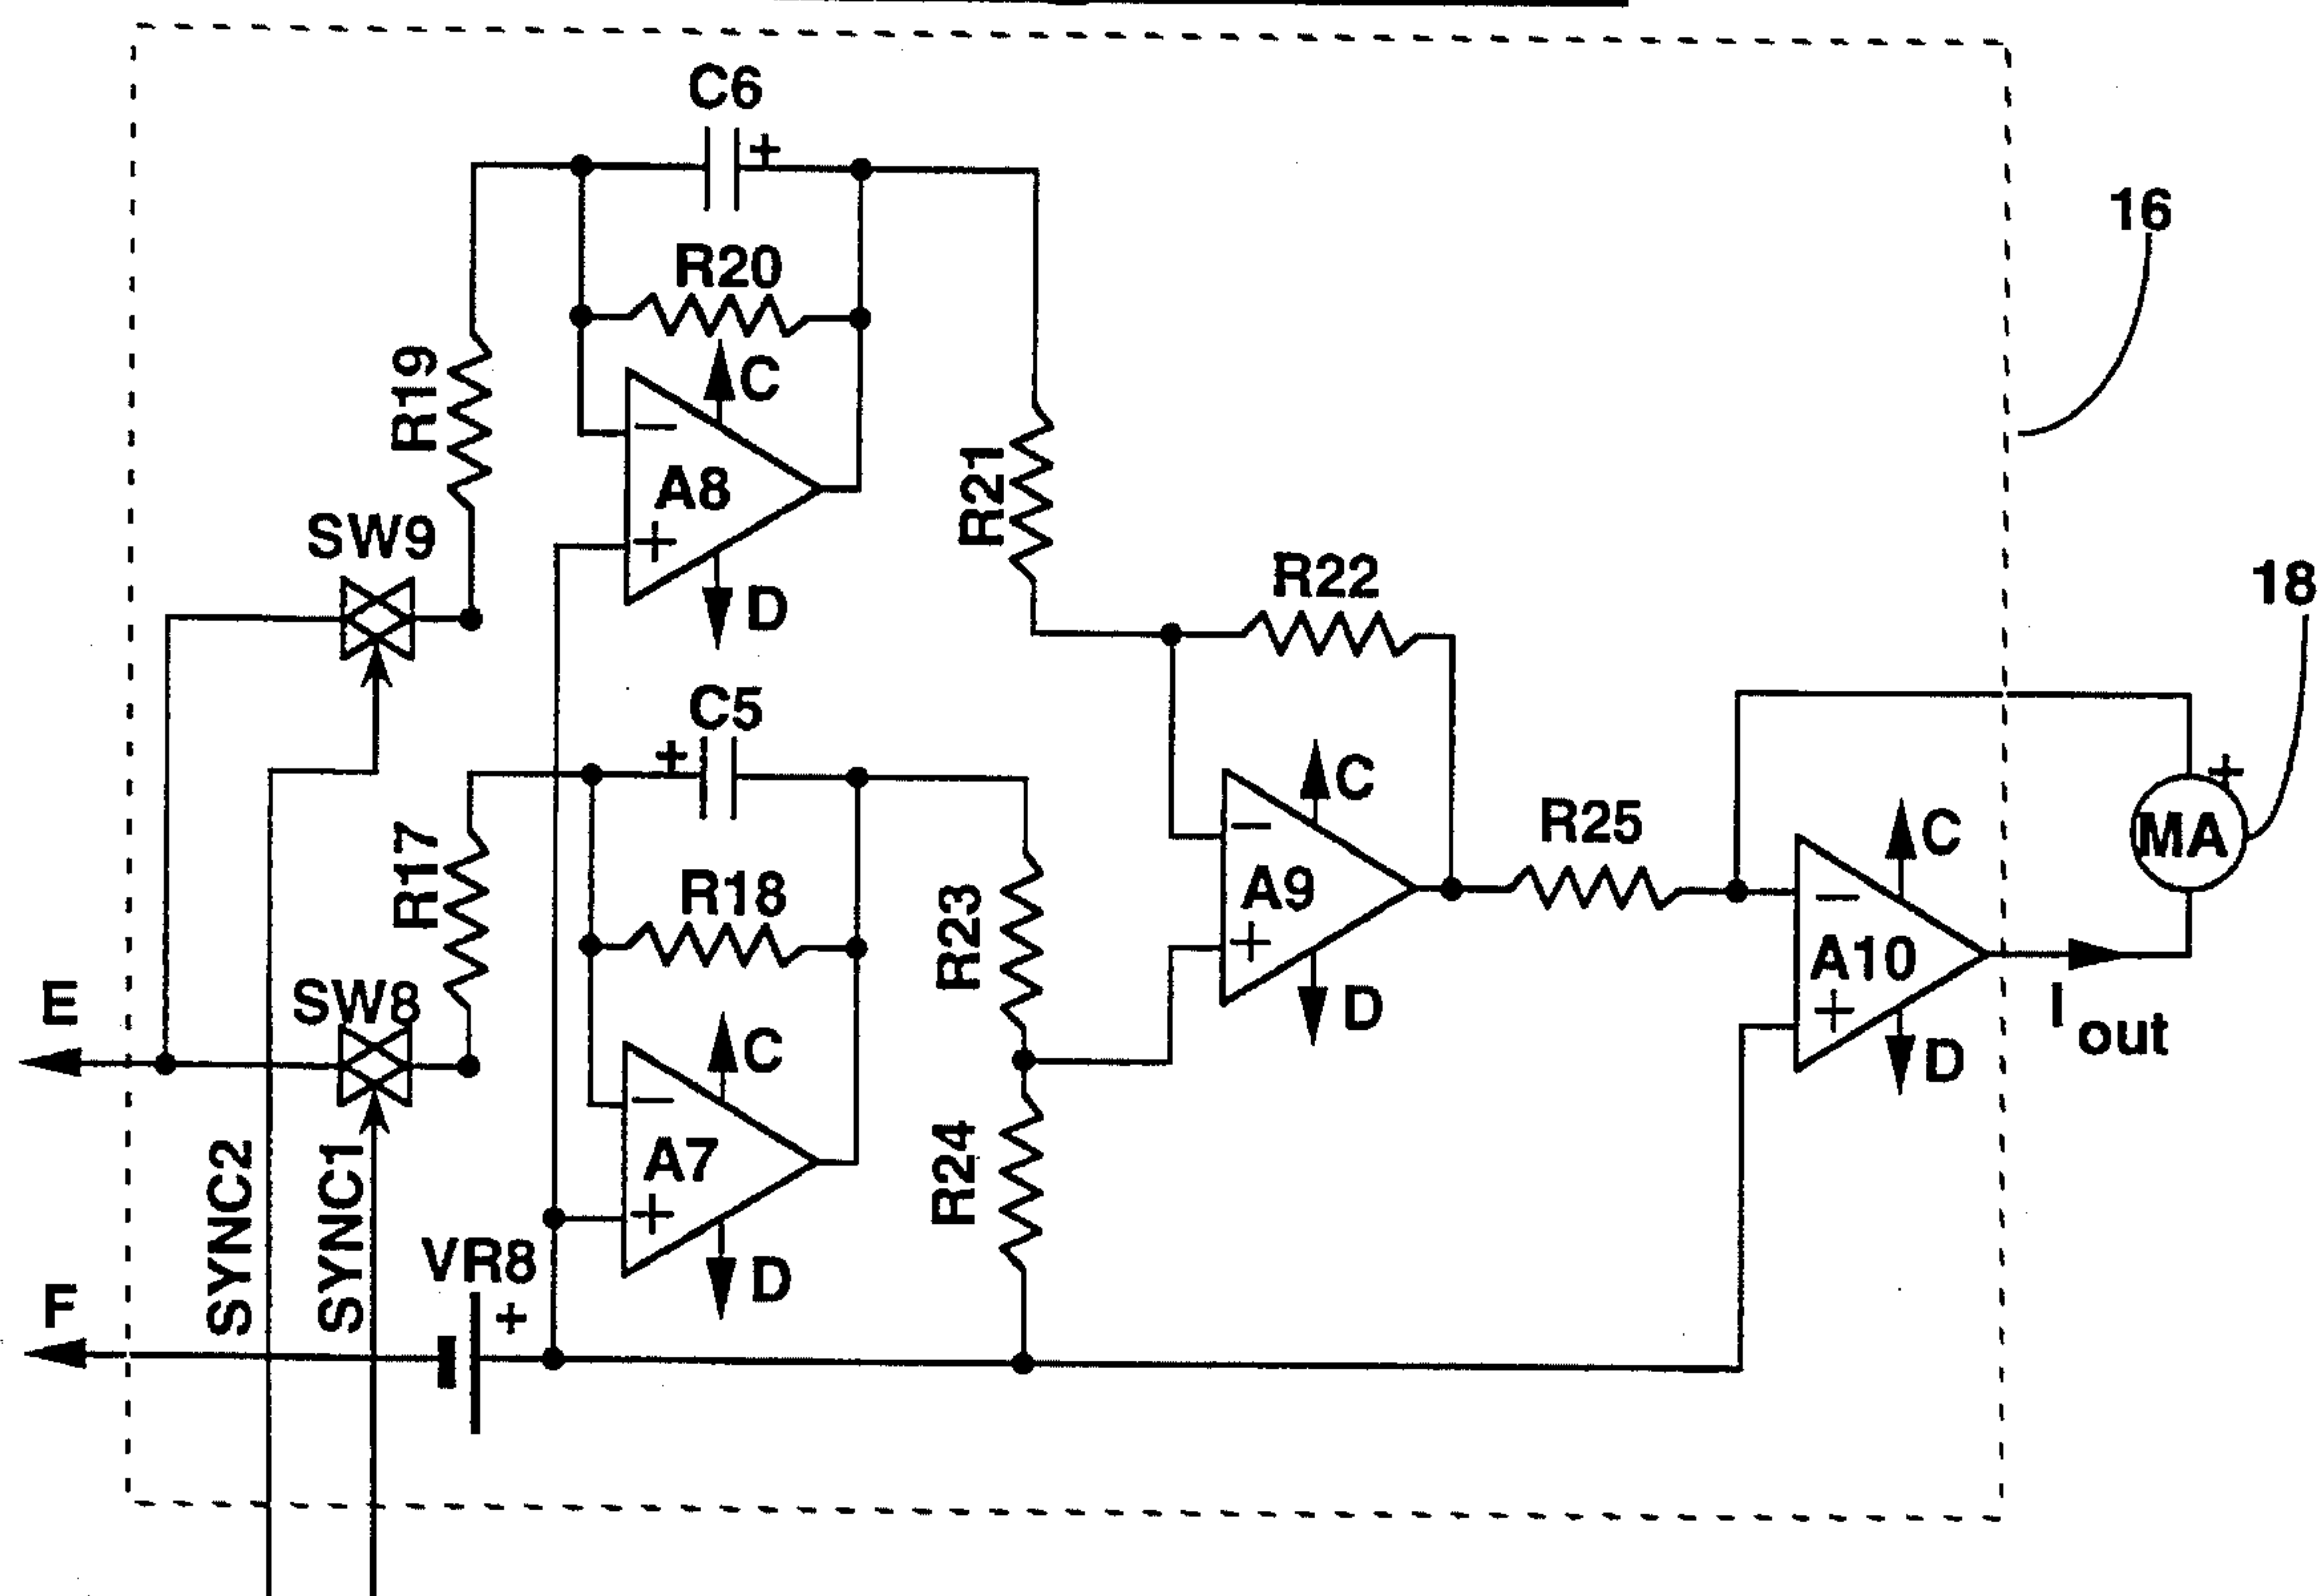 C6
+
16
R20
R19
C
−
A8
+
D
R21
SW9
R22
18
C5
+
C
−
A9
+
D
R25
C
−
A10
+
D
+
MA
I out
R17
R18
R23
E
SW8
C
−
A7
+
D
R24
SYNC2
SYNC1
VR8
+
F